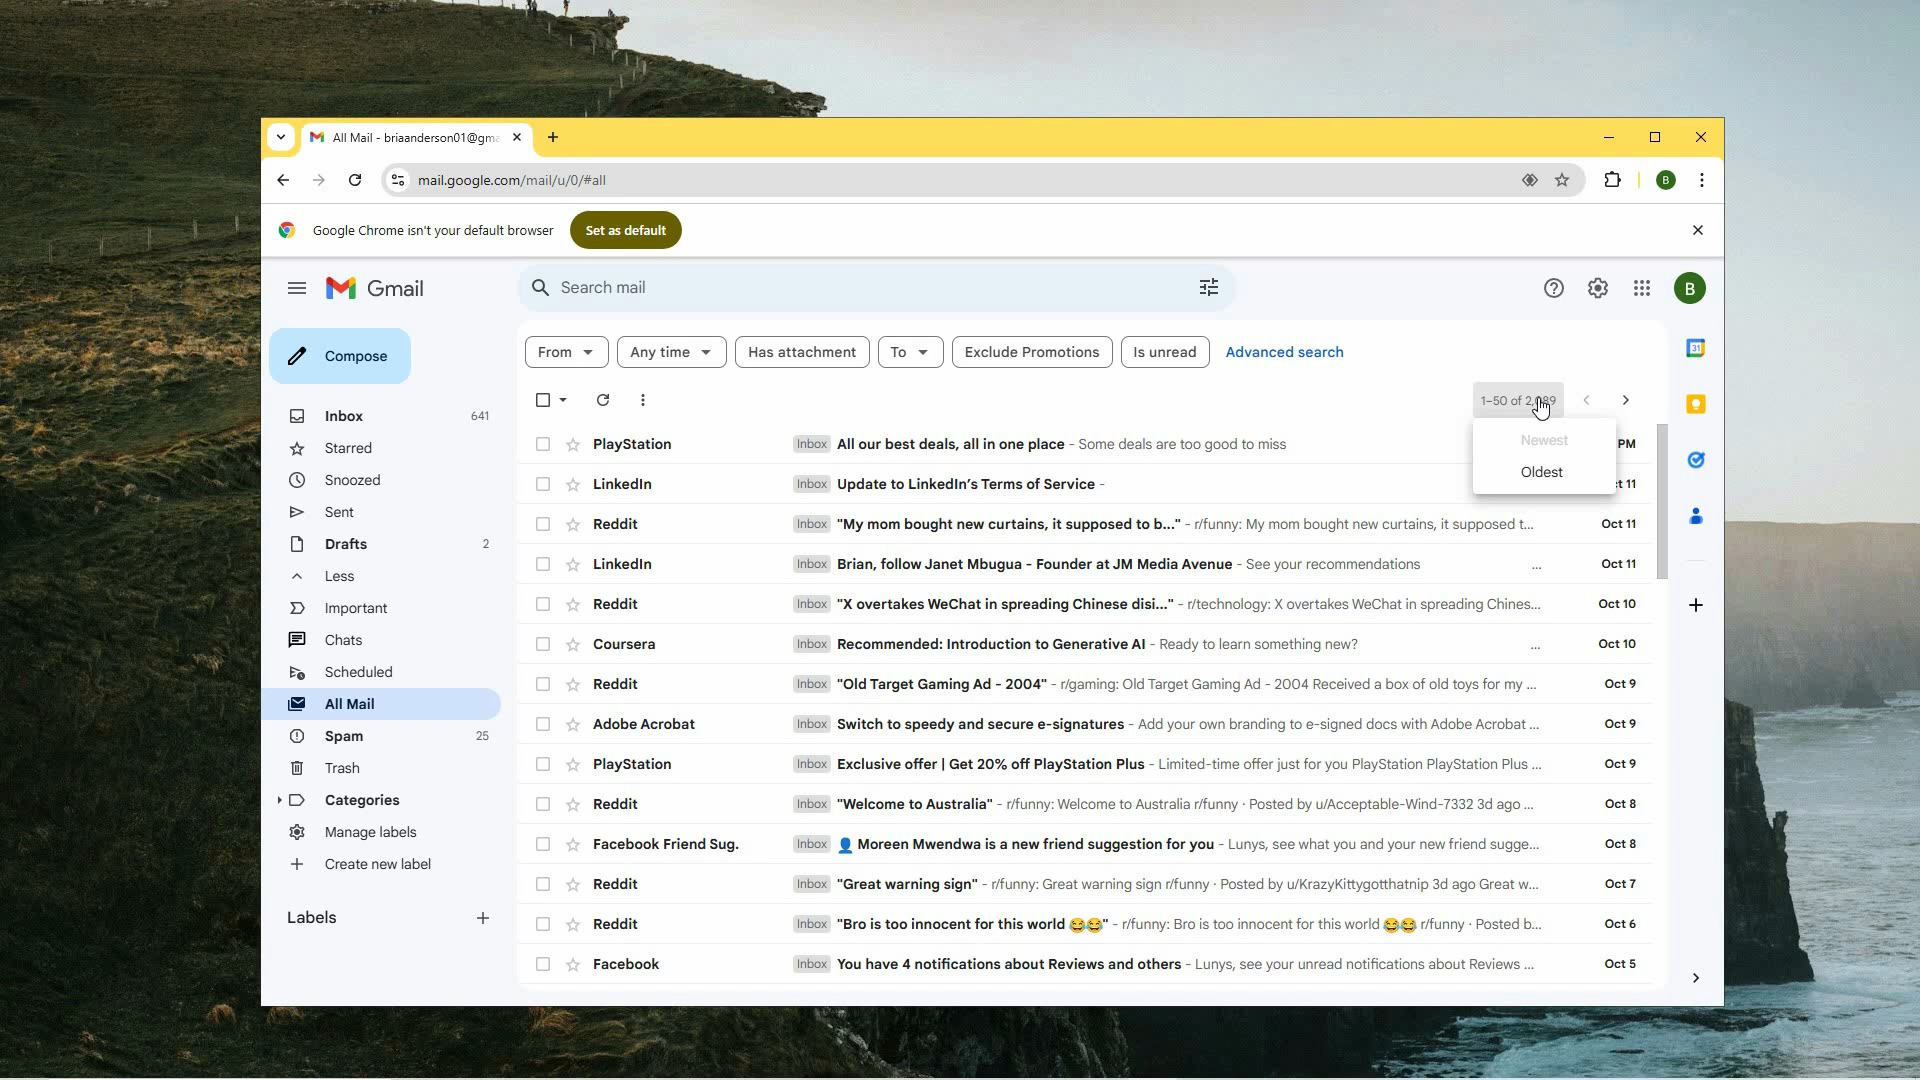 All Mail - briaanderson01@gma
mail.google.com/mail/u/0/#all
B
Google Chrome isn't your default browser
Set as default
Gmail
Search mail
B
Compose
From
Any time
Has attachment
To
Exclude Promotions
Is unread
Advanced search
31
1–50 of 2,089
Newest
Oldest
Inbox 641
Starred
Snoozed
Sent
Drafts 2
Less
Important
Chats
Scheduled
All Mail
Spam 25
Trash
Categories
Manage labels
Create new label
Labels
PlayStation Inbox All our best deals, all in one place - Some deals are too good to miss PM
LinkedIn Inbox Update to LinkedIn's Terms of Service - 11
Reddit Inbox "My mom bought new curtains, it supposed to b..." - r/funny: My mom bought new curtains, it supposed t... Oct 11
LinkedIn Inbox Brian, follow Janet Mbugua - Founder at JM Media Avenue - See your recommendations ... Oct 11
Reddit Inbox "X overtakes WeChat in spreading Chinese disi..." - r/technology: X overtakes WeChat in spreading Chines... Oct 10
Coursera Inbox Recommended: Introduction to Generative AI - Ready to learn something new? ... Oct 10
Reddit Inbox "Old Target Gaming Ad - 2004" - r/gaming: Old Target Gaming Ad - 2004 Received a box of old toys for my ... Oct 9
Adobe Acrobat Inbox Switch to speedy and secure e-signatures - Add your own branding to e-signed docs with Adobe Acrobat ... Oct 9
PlayStation Inbox Exclusive offer | Get 20% off PlayStation Plus - Limited-time offer just for you PlayStation PlayStation Plus ... Oct 9
Reddit Inbox "Welcome to Australia" - r/funny: Welcome to Australia r/funny · Posted by u/Acceptable-Wind-7332 3d ago ... Oct 8
Facebook Friend Sug. Inbox 👤 Moreen Mwendwa is a new friend suggestion for you - Lunys, see what you and your new friend sugge... Oct 8
Reddit Inbox "Great warning sign" - r/funny: Great warning sign r/funny · Posted by u/KrazyKittygotthatnip 3d ago Great w... Oct 7
Reddit Inbox "Bro is too innocent for this world 😂😂" - r/funny: Bro is too innocent for this world 😂😂 r/funny · Posted b... Oct 6
Facebook Inbox You have 4 notifications about Reviews and others - Lunys, see your unread notifications about Reviews ... Oct 5